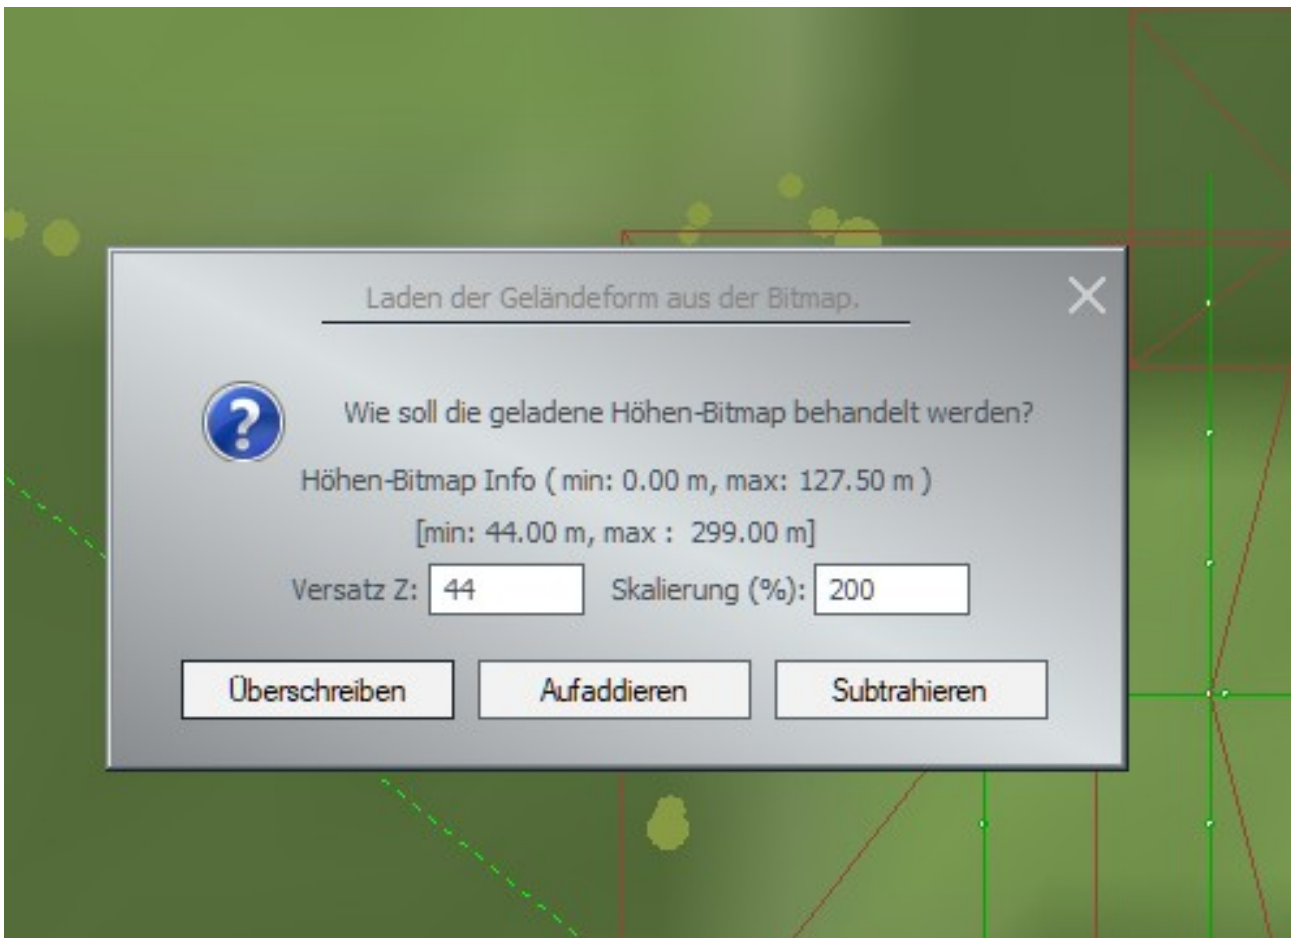 Laden der Geländeform aus der Bitmap.
Wie soll die geladene Höhen-Bitmap behandelt werden?
Höhen-Bitmap Info ( min: 0.00 m, max: 127.50 m )
[min: 44.00 m, max :  299.00 m]
Versatz Z: 44 Skalierung (%): 200
Überschreiben Aufaddieren Subtrahieren